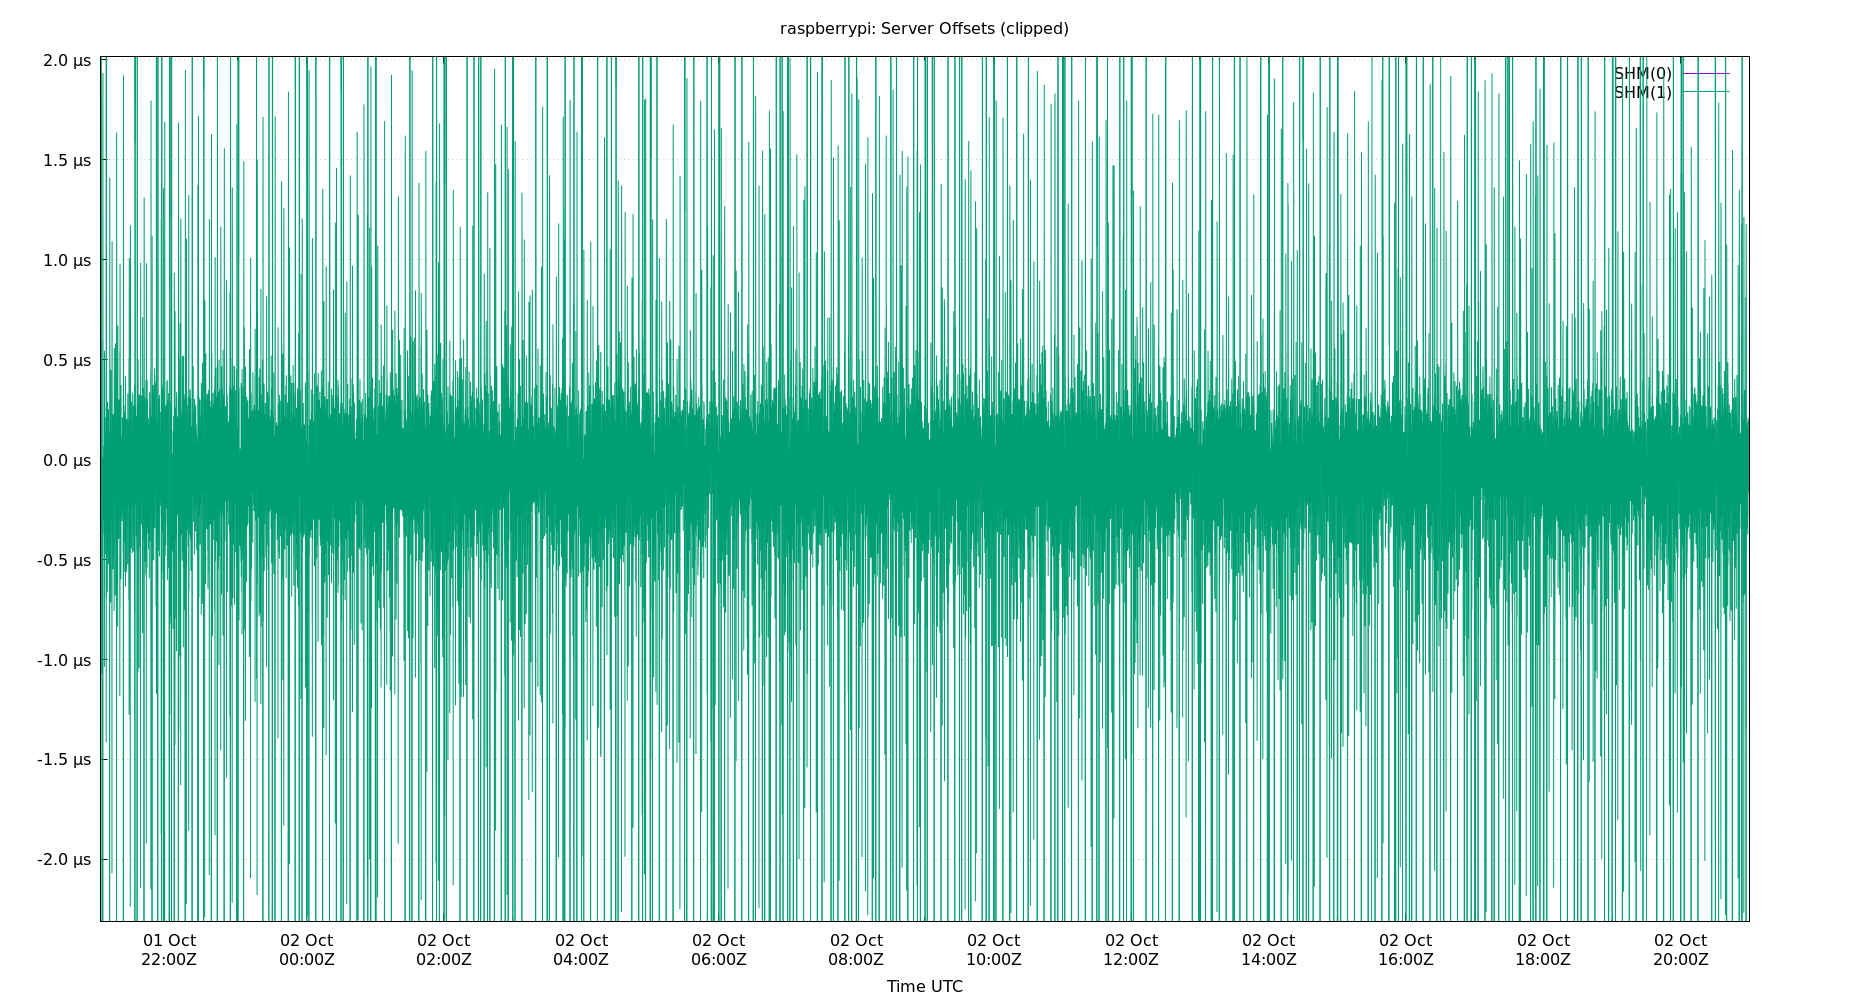 raspberrypi: Server Offsets (clipped)
2.0 µs
1.5 µs
1.0 µs
0.5 µs
0.0 µs
-0.5 µs
-1.0 µs
-1.5 µs
-2.0 µs
SHM(0)
SHM(1)
01 Oct 02 Oct 02 Oct 02 Oct 02 Oct 02 Oct 02 Oct 02 Oct 02 Oct 02 Oct 02 Oct 02 Oct
22:00Z 00:00Z 02:00Z 04:00Z 06:00Z 08:00Z 10:00Z 12:00Z 14:00Z 16:00Z 18:00Z 20:00Z
Time UTC